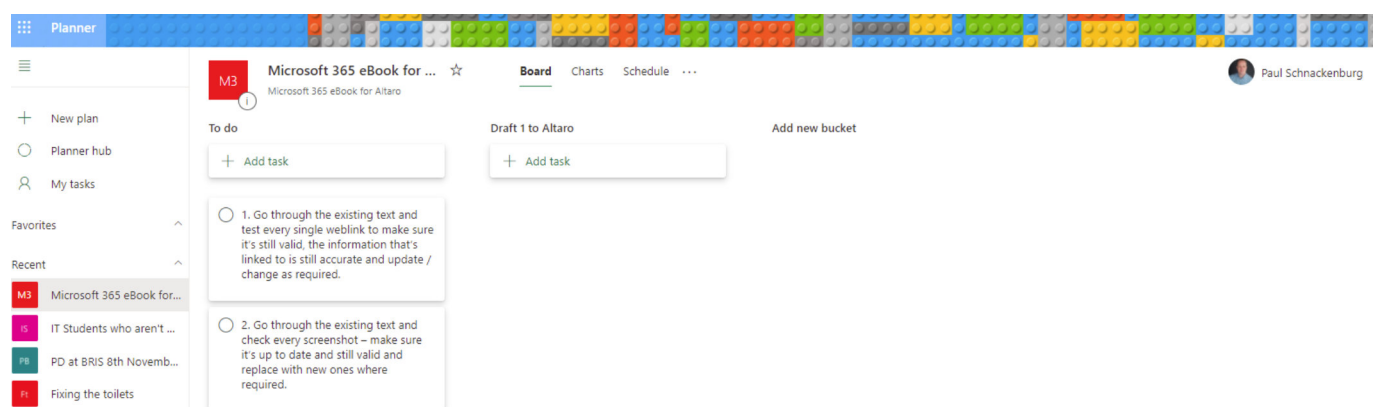 Planner
M3
Microsoft 365 eBook for ...
Microsoft 365 eBook for Altaro
Board
Charts
Schedule
...
Paul Schnackenburg
New plan
Planner hub
My tasks
Favorites
Recent
M3
Microsoft 365 eBook for...
IS
IT Students who aren't ...
PB
PD at BRIS 8th Novemb...
Ft
Fixing the toilets
To do
+ Add task
1. Go through the existing text and
test every single weblink to make sure
it's still valid, the information that's
linked to is still accurate and update /
change as required.
2. Go through the existing text and
check every screenshot – make sure
it's up to date and still valid and
replace with new ones where
required.
Draft 1 to Altaro
+ Add task
Add new bucket